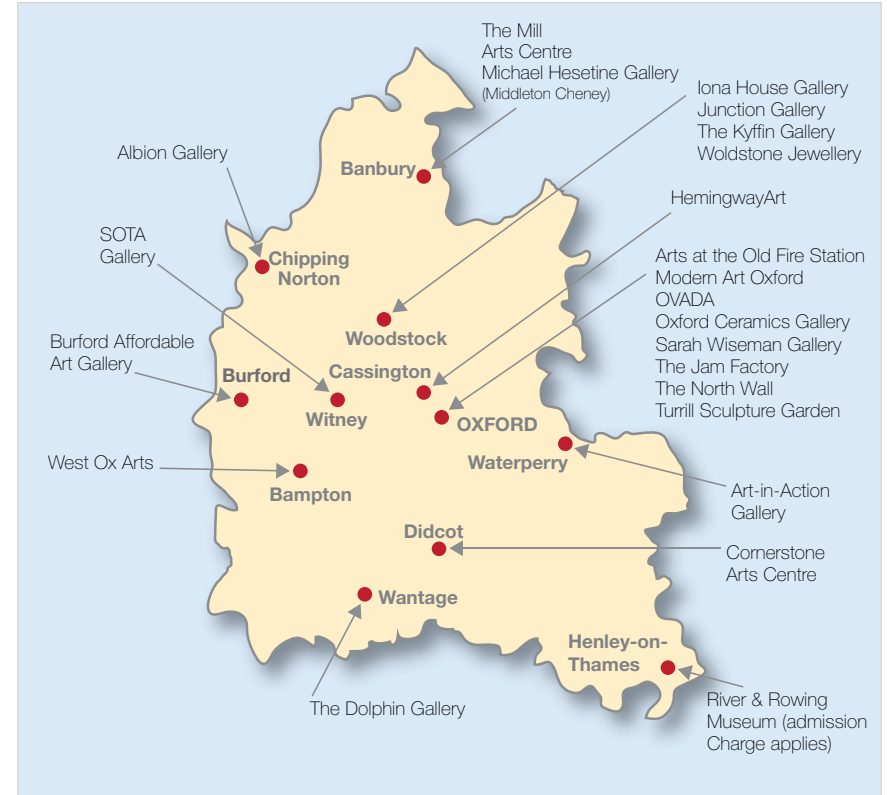 The Mill
Arts Centre
Michael Hesetine Gallery
(Middleton Cheney)
Iona House Gallery
Junction Gallery
The Kyffin Gallery
Woldstone Jewellery
Albion Gallery
Banbury
HemingwayArt
SOTA
Gallery
Chipping
Norton
Arts at the Old Fire Station
Modern Art Oxford
OVADA
Oxford Ceramics Gallery
Sarah Wiseman Gallery
The Jam Factory
The North Wall
Turrill Sculpture Garden
Woodstock
Burford Affordable
Art Gallery
Burford
Cassington
Witney
OXFORD
Waterperry
West Ox Arts
Bampton
Art-in-Action
Gallery
Didcot
Cornerstone
Arts Centre
Wantage
Henley-on-
Thames
The Dolphin Gallery
River & Rowing
Museum (admission
Charge applies)